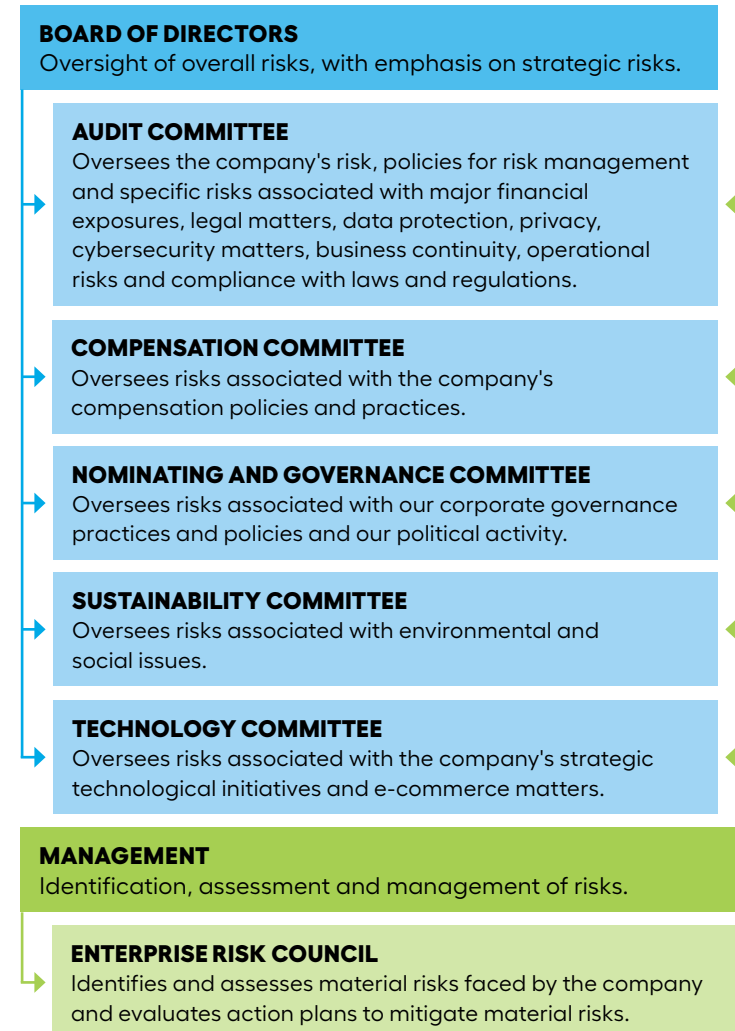 BOARD OF DIRECTORS
Oversight of overall risks, with emphasis on strategic risks.
AUDIT COMMITTEE
Oversees the company's risk, policies for risk management
and specific risks associated with major financial
exposures, legal matters, data protection, privacy,
cybersecurity matters, business continuity, operational
risks and compliance with laws and regulations.
COMPENSATION COMMITTEE
Oversees risks associated with the company's
compensation policies and practices.
NOMINATING AND GOVERNANCE COMMITTEE
Oversees risks associated with our corporate governance
practices and policies and our political activity.
SUSTAINABILITY COMMITTEE
Oversees risks associated with environmental and
social issues.
TECHNOLOGY COMMITTEE
Oversees risks associated with the company's strategic
technological initiatives and e-commerce matters.
MANAGEMENT
Identification, assessment and management of risks.
ENTERPRISE RISK COUNCIL
Identifies and assesses material risks faced by the company
and evaluates action plans to mitigate material risks.